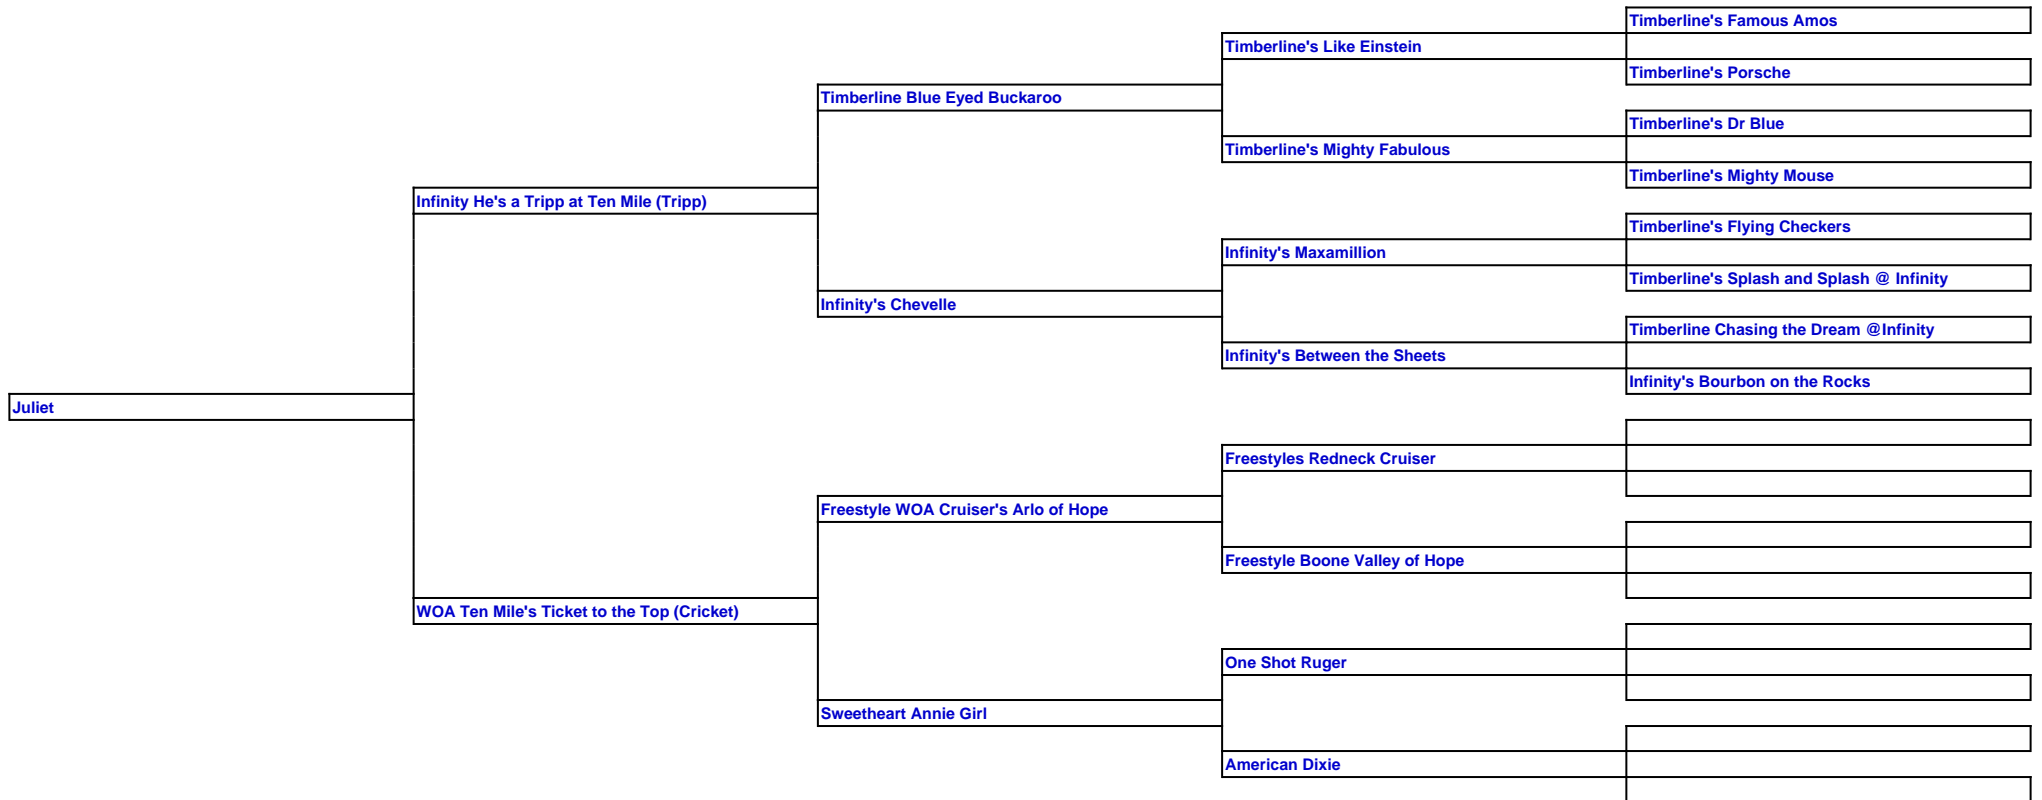 Timberline's Famous Amos
Timberline's Like Einstein
Timberline's Porsche
Timberline Blue Eyed Buckaroo
Timberline's Dr Blue
Timberline's Mighty Fabulous
Timberline's Mighty Mouse
Infinity He's a Tripp at Ten Mile (Tripp)
Timberline's Flying Checkers
Infinity's Maxamillion
Timberline's Splash and Splash @ Infinity
Infinity's Chevelle
Timberline Chasing the Dream @Infinity
Infinity's Between the Sheets
Infinity's Bourbon on the Rocks
Juliet
Freestyles Redneck Cruiser
Freestyle WOA Cruiser's Arlo of Hope
Freestyle Boone Valley of Hope
WOA Ten Mile's Ticket to the Top (Cricket)
One Shot Ruger
Sweetheart Annie Girl
American Dixie